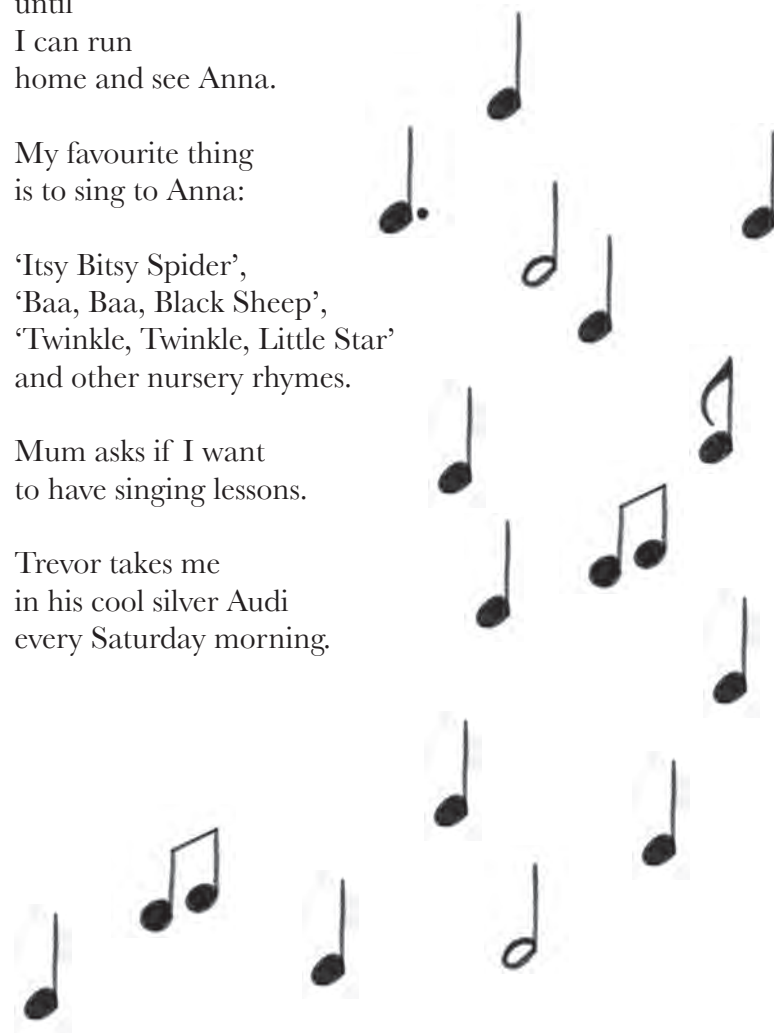 until
I can run
home and see Anna.
My favourite thing
is to sing to Anna:
‘Itsy Bitsy Spider’,
‘Baa, Baa, Black Sheep’,
‘Twinkle, Twinkle, Little Star’
and other nursery rhymes.
Mum asks if I want
to have singing lessons.
Trevor takes me
in his cool silver Audi
every Saturday morning.